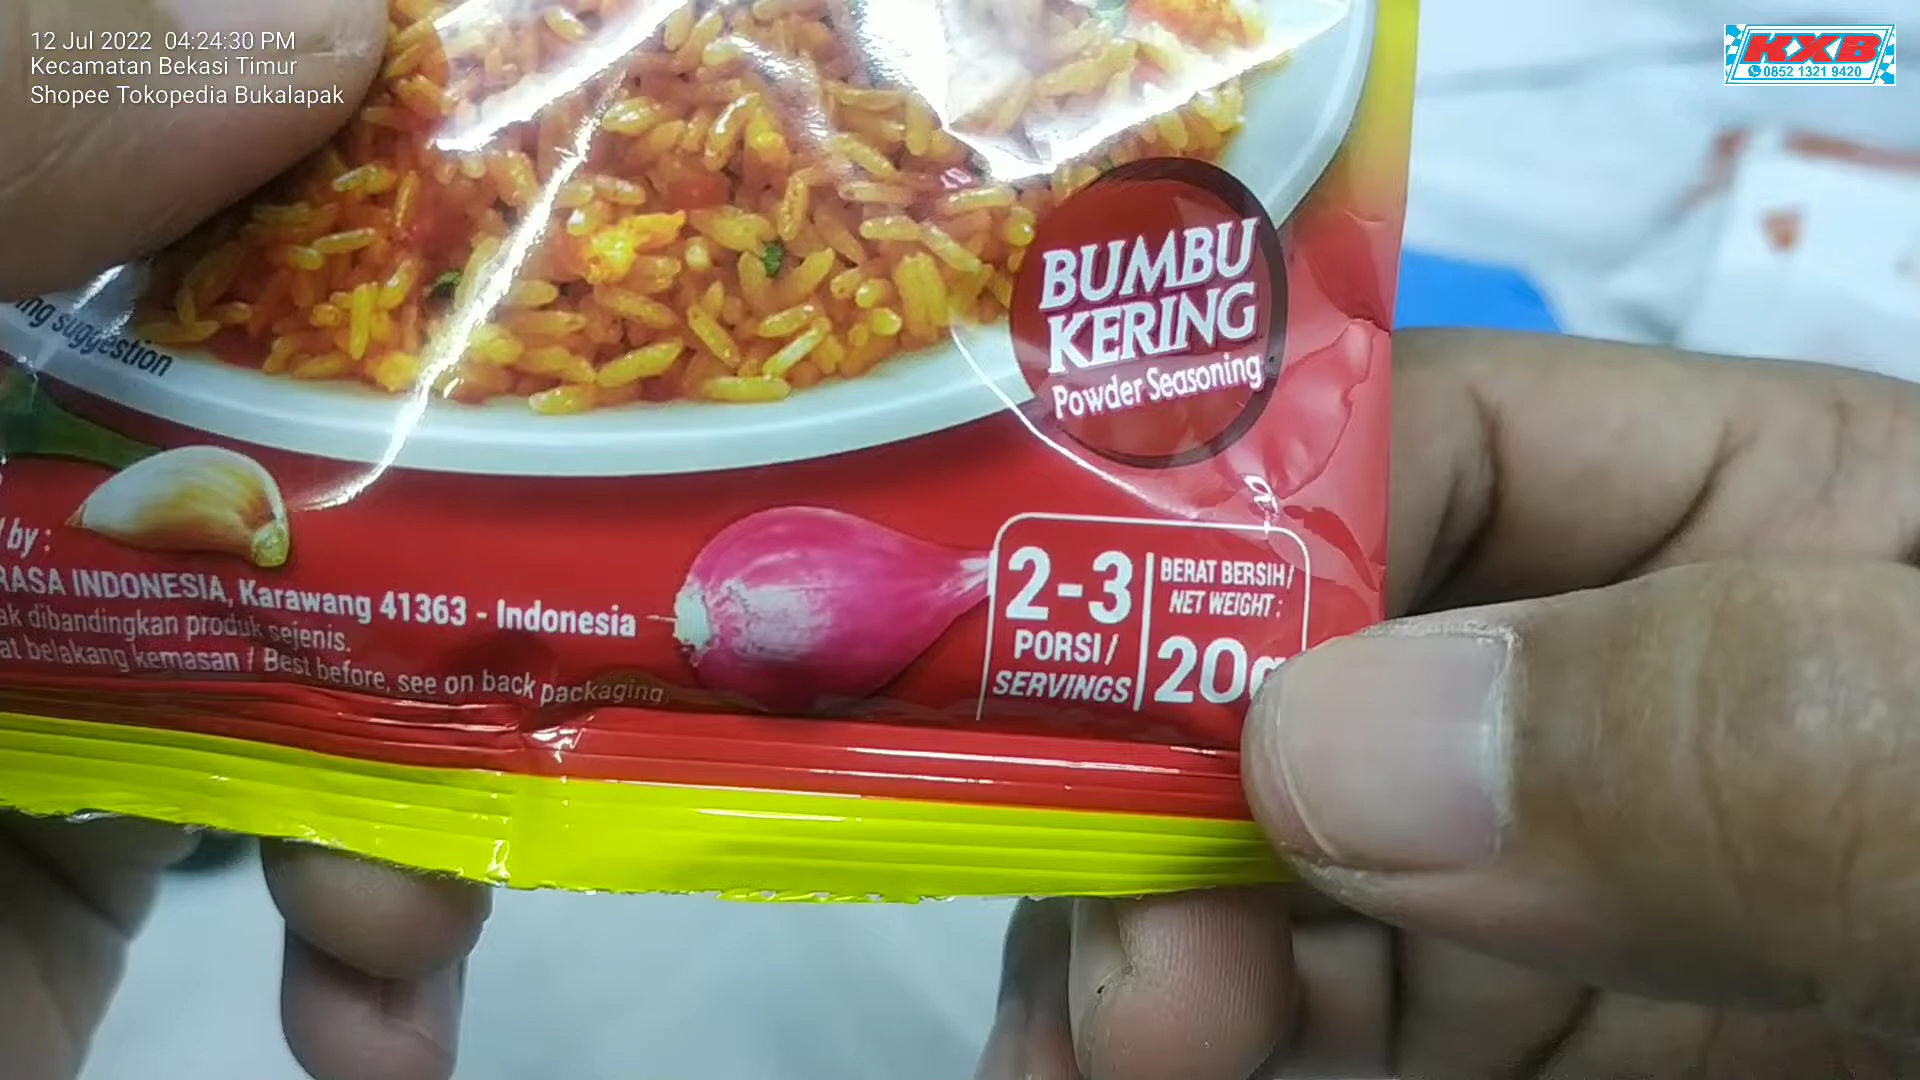 12 Jul 2022 04:24:30 PM
Kecamatan Bekasi Timur
Shopee Tokopedia Bukalapak
KXB
0852 1321 9420
suggestion
BUMBU
KERING
Powder Seasoning
by :
RASA INDONESIA, Karawang 41363 - Indonesia
dibandingkan produk sejenis.
belakang kemasan / Best before, see on back packaging
2-3
PORSI /
SERVINGS
BERAT BERSIH /
NET WEIGHT :
20g